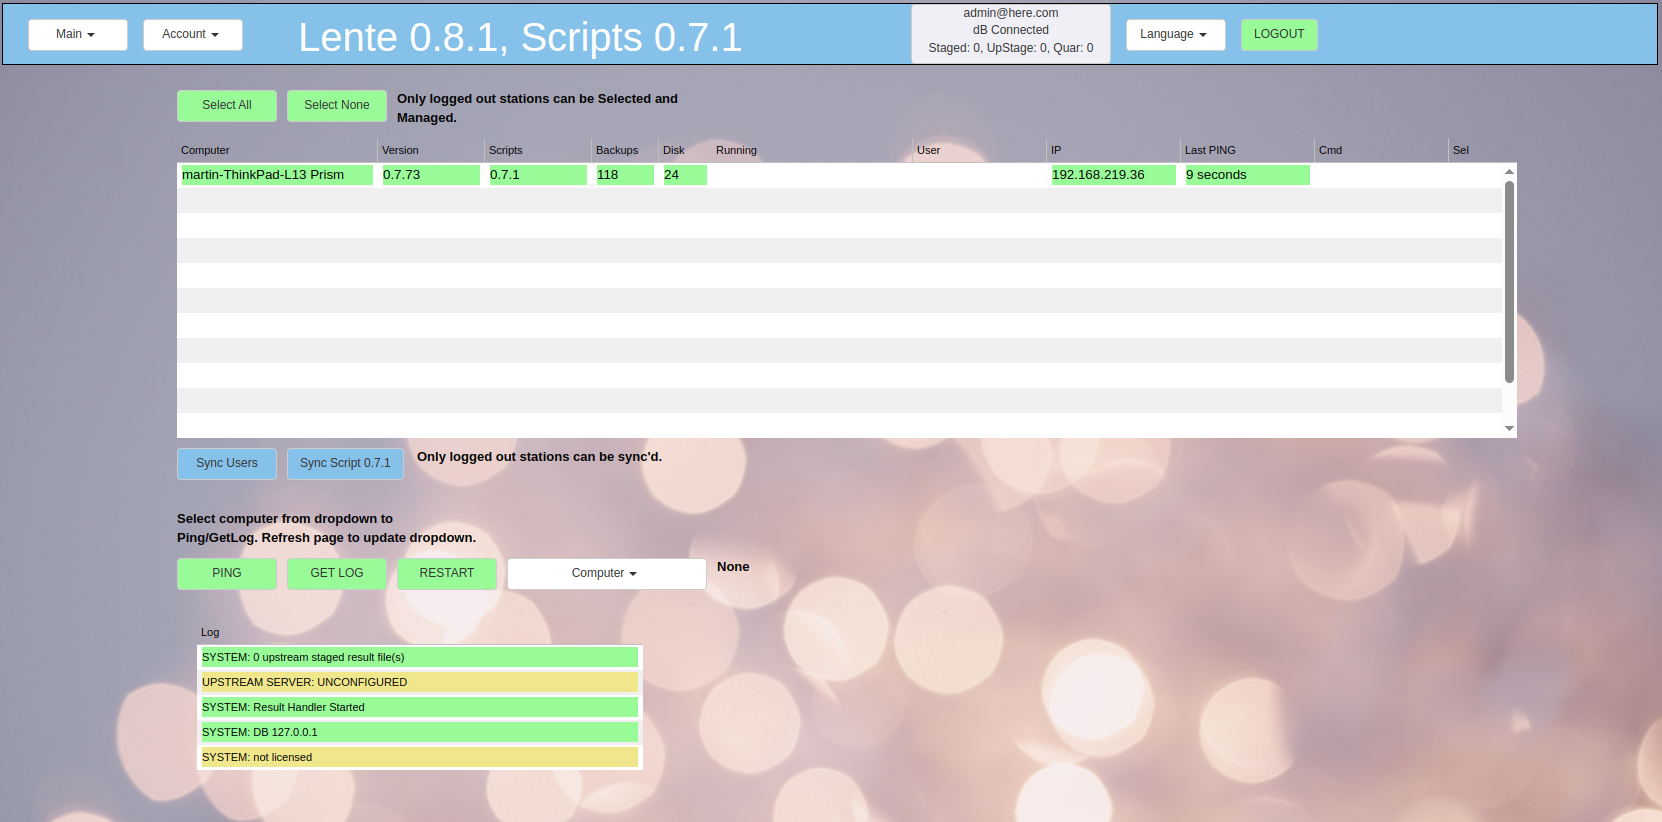 Main
Account
Lente 0.8.1, Scripts 0.7.1
admin@here.com
dB Connected
Staged: 0, UpStage: 0, Quar: 0
Language
LOGOUT
Select All
Select None
Only logged out stations can be Selected and
Managed.
Computer Version Scripts Backups Disk Running User IP Last PING Cmd Sel
martin-ThinkPad-L13 Prism 0.7.73 0.7.1 118 24 192.168.219.36 9 seconds
Sync Users
Sync Script 0.7.1
Only logged out stations can be sync'd.
Select computer from dropdown to
Ping/GetLog. Refresh page to update dropdown.
PING
GET LOG
RESTART
Computer
None
Log
SYSTEM: 0 upstream staged result file(s)
UPSTREAM SERVER: UNCONFIGURED
SYSTEM: Result Handler Started
SYSTEM: DB 127.0.0.1
SYSTEM: not licensed